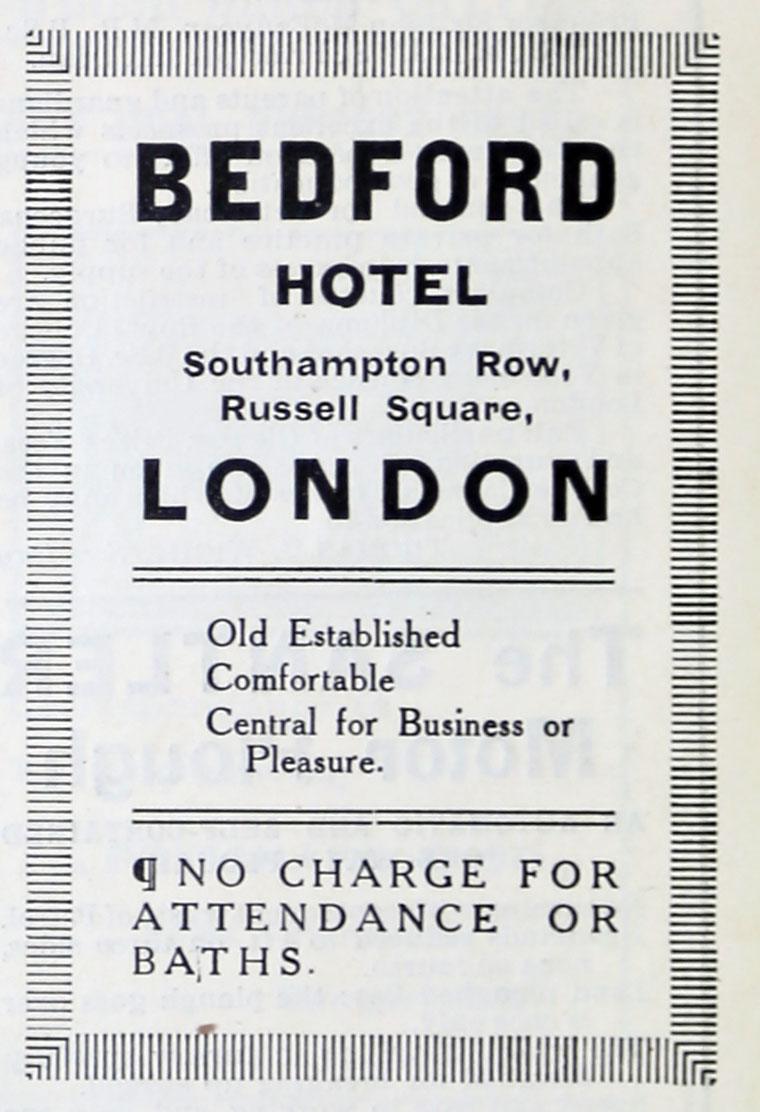 BEDFORD
HOTEL
Southampton Row,
Russell Square,
LONDON
Old Established
Comfortable
Central for Business or
Pleasure.
¶NO CHARGE FOR
ATTENDANCE OR
BATHS.